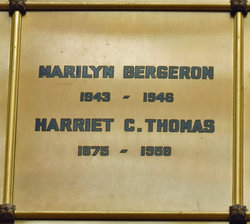 MARILYN BERGERON
1943 - 1946
HARRIET C. THOMAS
1875 - 1959